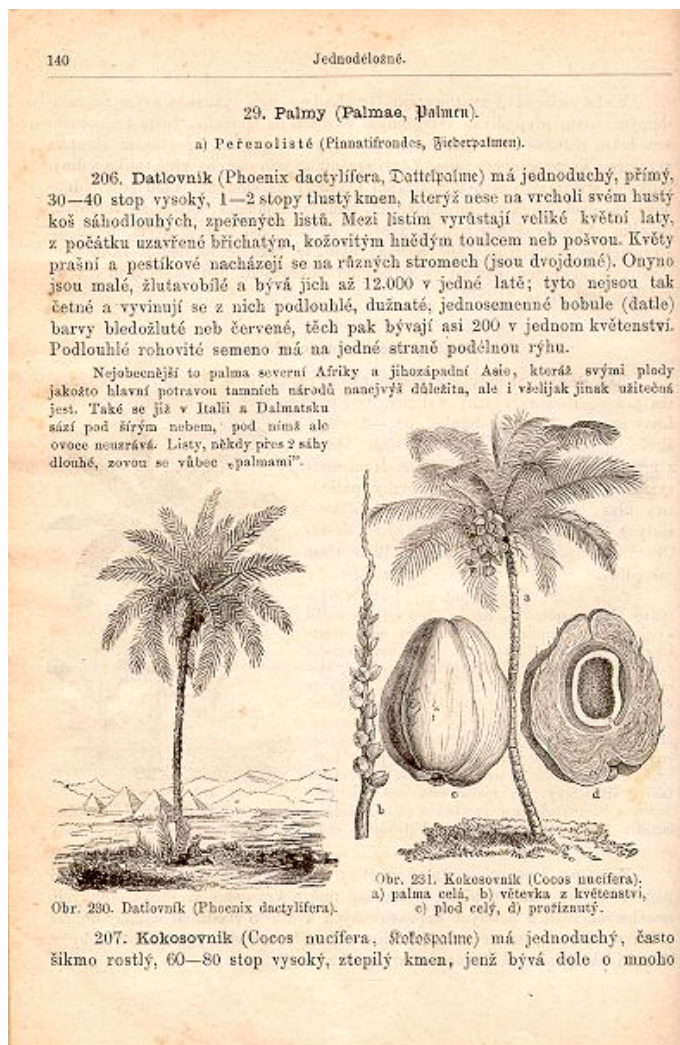 140
Jednoděložné.
29. Palmy (Palmae, Palmen).
a) Peřenolisté (Pinnatifrondes, Fiederpalmen).
206. Datlovník (Phoenix dactylífera, Dattelpalme) má jednoduchý, přímý,
30—40 stop vysoký, 1—2 stopy tlustý kmen, kterýž nese na vrcholi svém hustý
koš sáhodlouhých, zpeřených listů. Mezi listím vyrůstají veliké květní laty,
z počátku uzavřené břichatým, kožovitým hnědým toulcem neb pošvou. Květy
prašní a pestíkové nacházejí se na různých stromech (jsou dvojdomé). Onyno
jsou malé, žlutavobílé a bývá jich až 12.000 v jedné latě; tyto nejsou tak
četné a vyvinují se z nich podlouhlé, dužnaté, jednosemenné bobule (datle)
barvy bledožluté neb červené, těch pak bývají asi 200 v jednom květenství.
Podlouhlé rohovité semeno má na jedné straně podélnou rýhu.
Nejobecnější to palma severní Afriky a jihozápadní Asie, kteráž svými plody
jakožto hlavní potravou tamních národů nanejvýš důležita, ale i všelijak jinak užitečná
jest. Také se již v Italii a Dalmatsku
sází pod šírým nebem, pod nímž ale
ovoce neuzrává. Listy, někdy přes 2 sáhy
dlouhé, zovou se vůbec „palmami“.
a
b
c
d
Obr. 230. Datlovník (Phoenix dactylifera).
Obr. 231. Kokosovník (Cocos nucífera).
a) palma celá, b) větevka z květenství,
c) plod celý, d) proříznutý.
207. Kokosovník (Cocos nucífera, Kokospalme) má jednoduchý, často
šikmo rostlý, 60—80 stop vysoký, ztepilý kmen, jenž bývá dole o mnoho